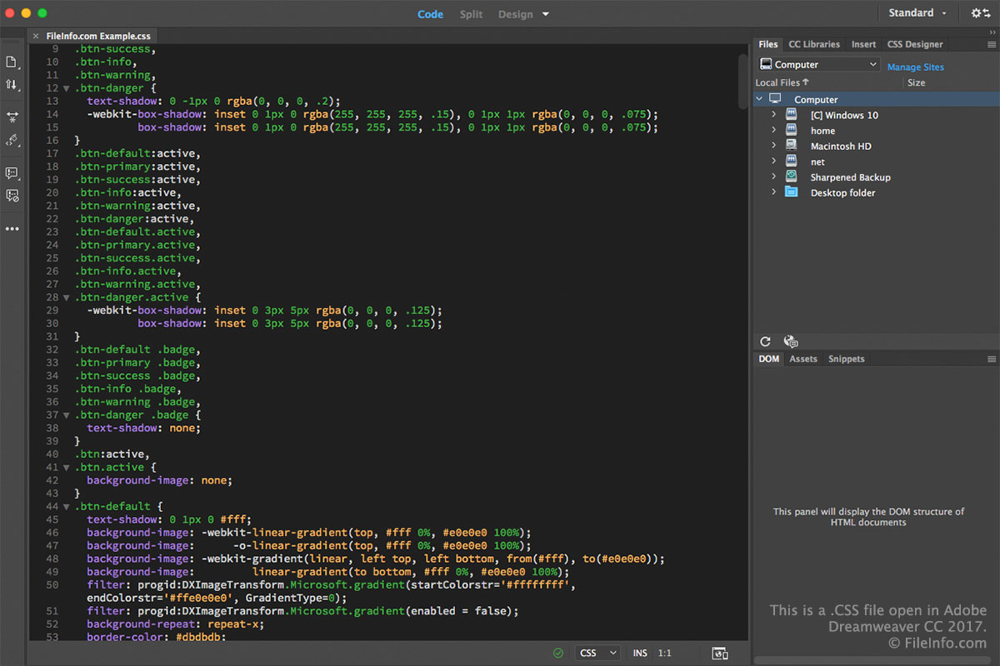 Code Split Design
Standard
× FileInfo.com Example.css
9 .btn-success,
10 .btn-info,
11 .btn-warning,
12 .btn-danger {
13 text-shadow: 0 -1px 0 rgba(0, 0, 0, .2);
14 -webkit-box-shadow: inset 0 1px 0 rgba(255, 255, 255, .15), 0 1px 1px rgba(0, 0, 0, .075);
15 box-shadow: inset 0 1px 0 rgba(255, 255, 255, .15), 0 1px 1px rgba(0, 0, 0, .075);
16 }
17 .btn-default:active,
18 .btn-primary:active,
19 .btn-success:active,
20 .btn-info:active,
21 .btn-warning:active,
22 .btn-danger:active,
23 .btn-default.active,
24 .btn-primary.active,
25 .btn-success.active,
26 .btn-info.active,
27 .btn-warning.active,
28 .btn-danger.active {
29 -webkit-box-shadow: inset 0 3px 5px rgba(0, 0, 0, .125);
30 box-shadow: inset 0 3px 5px rgba(0, 0, 0, .125);
31 }
32 .btn-default .badge,
33 .btn-primary .badge,
34 .btn-success .badge,
35 .btn-info .badge,
36 .btn-warning .badge,
37 .btn-danger .badge {
38 text-shadow: none;
39 }
40 .btn:active,
41 .btn.active {
42 background-image: none;
43 }
44 .btn-default {
45 text-shadow: 0 1px 0 #fff;
46 background-image: -webkit-linear-gradient(top, #fff 0%, #e0e0e0 100%);
47 background-image: -o-linear-gradient(top, #fff 0%, #e0e0e0 100%);
48 background-image: -webkit-gradient(linear, left top, left bottom, from(#fff), to(#e0e0e0));
49 background-image: linear-gradient(to bottom, #fff 0%, #e0e0e0 100%);
50 filter: progid:DXImageTransform.Microsoft.gradient(startColorstr='#ffffffff',
endColorstr='#ffe0e0e0', GradientType=0);
51 filter: progid:DXImageTransform.Microsoft.gradient(enabled = false);
52 background-repeat: repeat-x;
53 border-color: #dbdbdb;
CSS INS 1:1
Files CC Libraries Insert CSS Designer
Computer Manage Sites
Local Files Size
Computer
[C] Windows 10
home
Macintosh HD
net
Sharpened Backup
Desktop folder
DOM Assets Snippets
This panel will display the DOM structure of
HTML documents
This is a .CSS file open in Adobe
Dreamweaver CC 2017.
© FileInfo.com